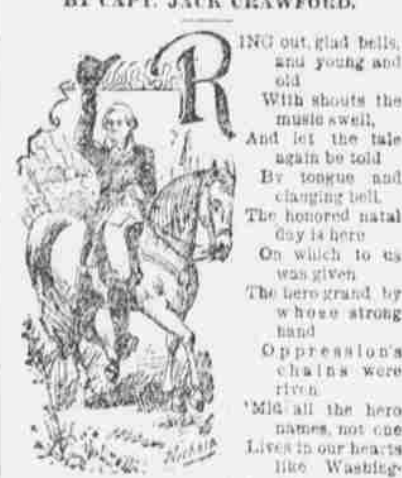 BY CAPT. JACK CRAWFORD.
RING out, glad bells,
and young and
old
With shouts the
music swell,
And let the tale
again be told
By tongue and
clanging bell.
The honored natal
day is here
On which to us
was given
The hero grand by
whose strong
hand
Oppression's
chains were
riven
'Mid all the hero
names, not one
Lives in our hearts
like Washing-
Nichols